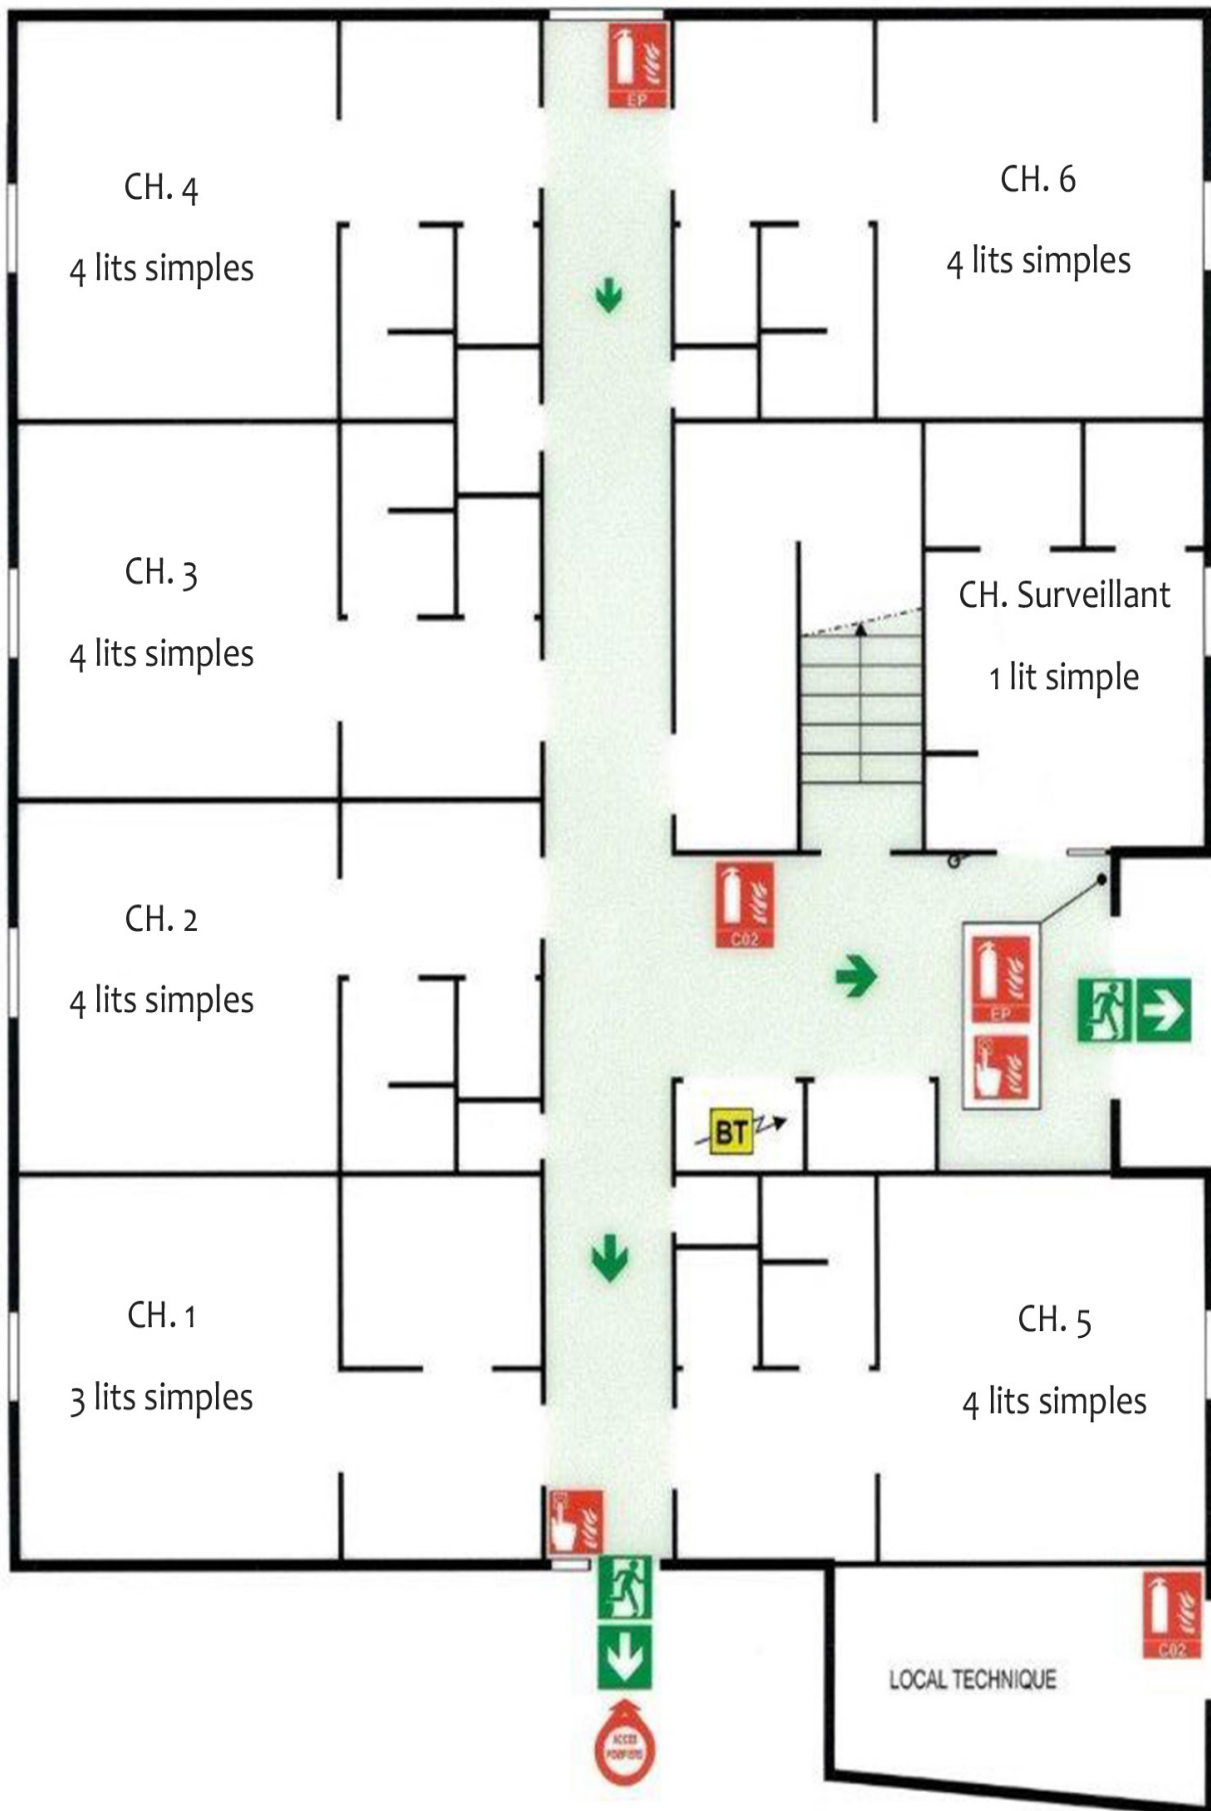 EP
CH. 4
4 lits simples
CH. 6
4 lits simples
CH. 3
4 lits simples
CH. Surveillant
1 lit simple
CH. 2
4 lits simples
C02
EP
BT
CH. 1
3 lits simples
CH. 5
4 lits simples
C02
LOCAL TECHNIQUE
ACCES
POMPIERS